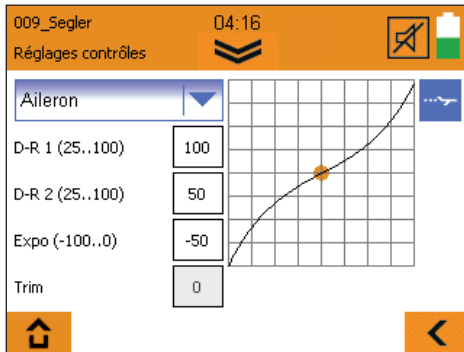 009_Segler 04:16
Réglages contrôles
Aileron
D-R 1 (25..100) 100
D-R 2 (25..100) 50
Expo (-100..0) -50
Trim 0